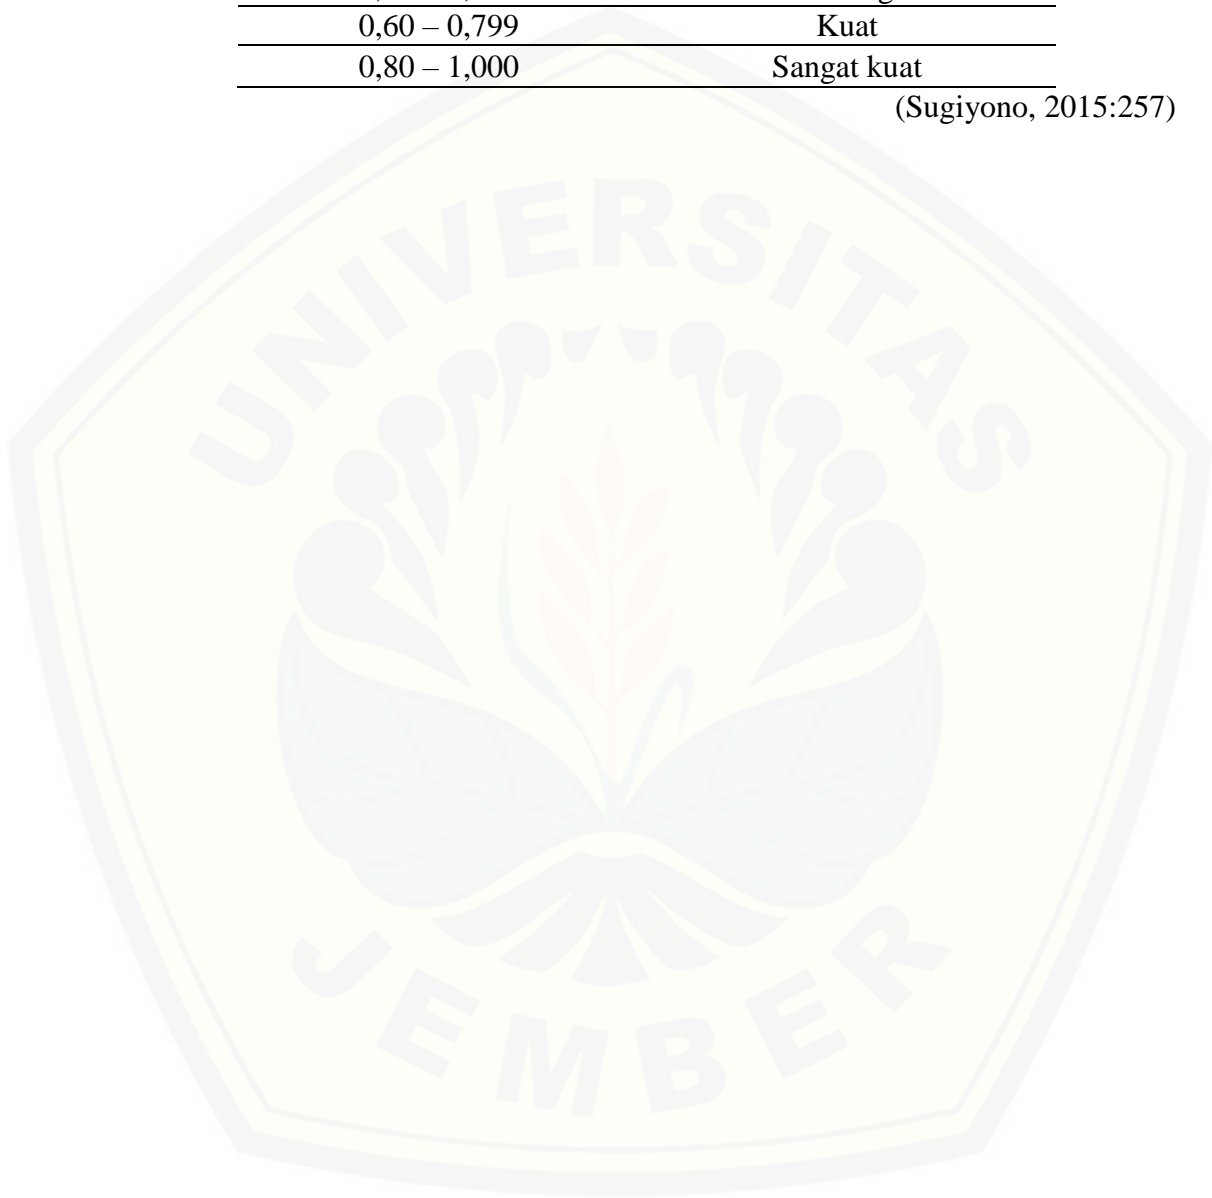 0,60 – 0,799 Kuat
0,80 – 1,000 Sangat kuat
(Sugiyono, 2015:257)
UNIVERSITAS
JEMBER